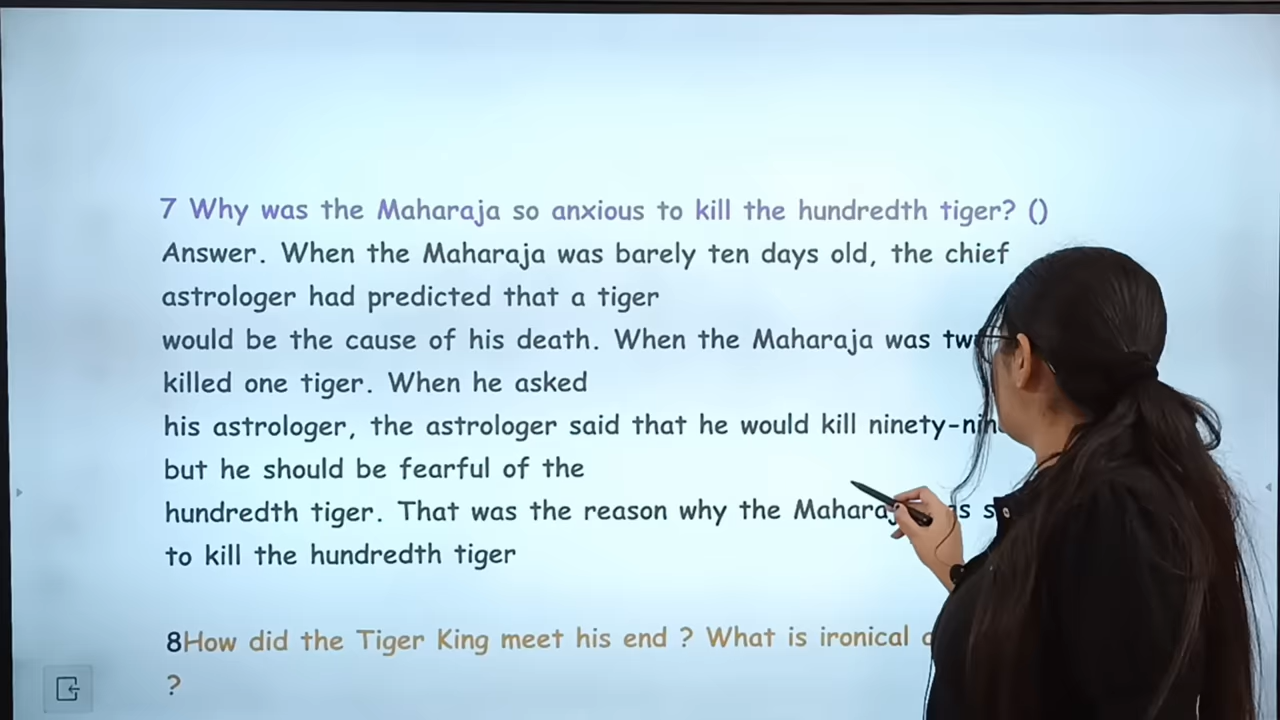 7 Why was the Maharaja so anxious to kill the hundredth tiger? ()
Answer. When the Maharaja was barely ten days old, the chief
astrologer had predicted that a tiger
would be the cause of his death. When the Maharaja was
killed one tiger. When he asked
his astrologer, the astrologer said that he would kill
but he should be fearful of the
hundredth tiger. That was the reason why the
to kill the hundredth tiger
8How did the Tiger King meet his end ? What is ironical
?